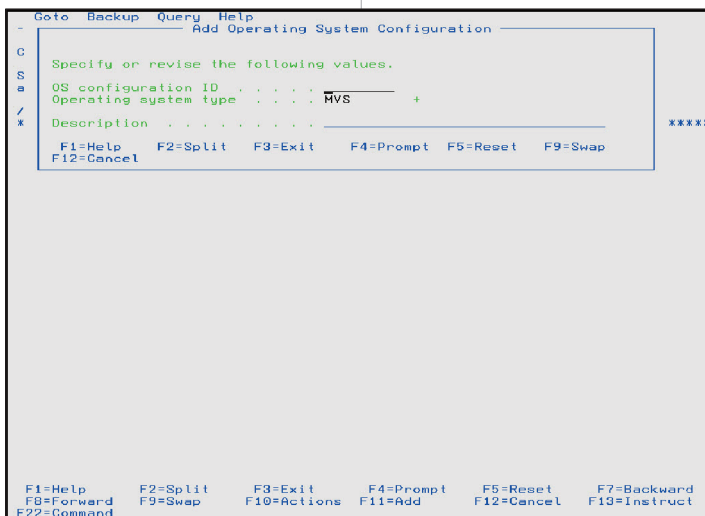 Goto Backup Query Help
- Add Operating System Configuration
C
Specify or revise the following values.
S
a OS configuration ID . . . . .
Operating system type . . . . MVS +
/
* Description . . . . . . . . . ****
F1=Help F2=Split F3=Exit F4=Prompt F5=Reset F9=Swap
F12=Cancel
F1=Help F2=Split F3=Exit F4=Prompt F5=Reset F7=Backward
F8=Forward F9=Swap F10=Actions F11=Add F12=Cancel F13=Instruct
F22=Command